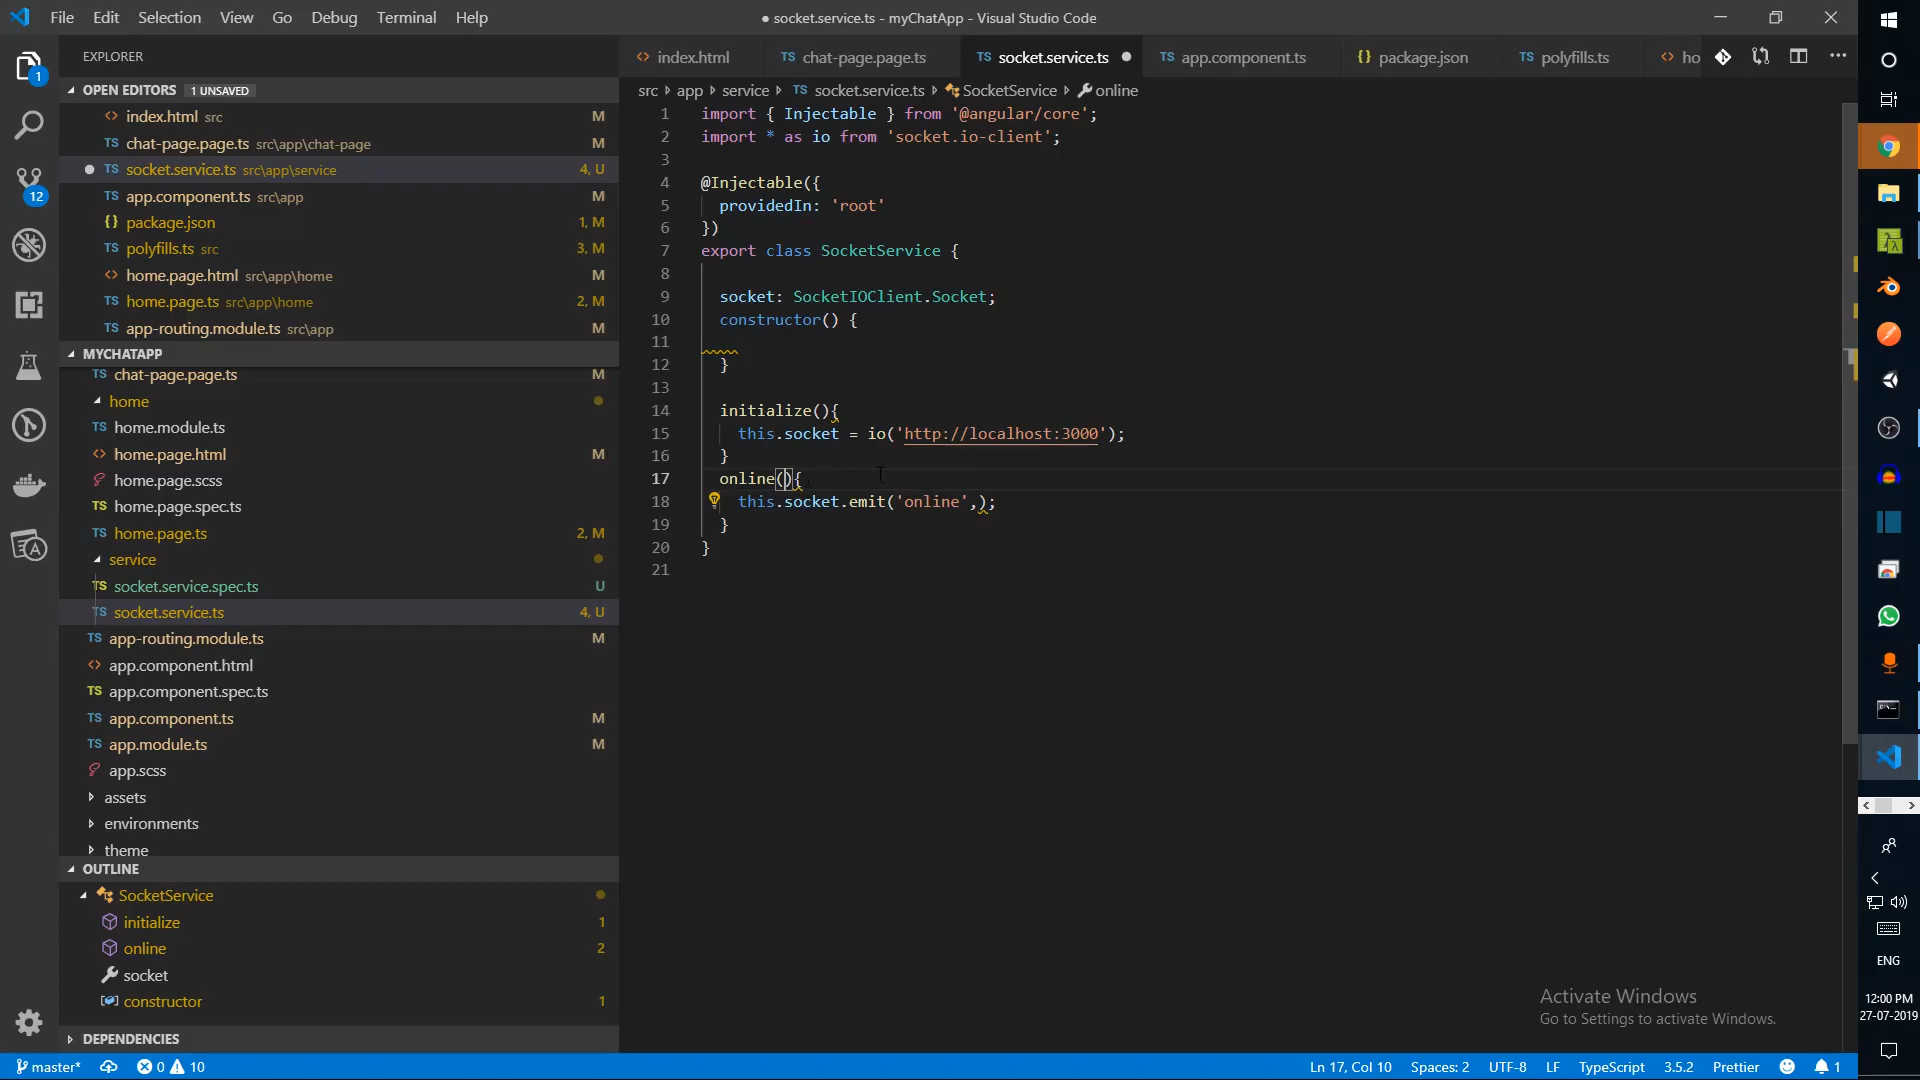 File Edit Selection View Go Debug Terminal Help
● socket.service.ts - myChatApp - Visual Studio Code
EXPLORER
1
12
OPEN EDITORS 1 UNSAVED
index.html src M
chat-page.page.ts src\app\chat-page M
socket.service.ts src\app\service 4, U
app.component.ts src\app M
package.json 1, M
polyfills.ts src 3, M
home.page.html src\app\home M
home.page.ts src\app\home 2, M
app-routing.module.ts src\app M
MYCHATAPP
chat-page.page.ts M
home
home.module.ts
home.page.html M
home.page.scss
home.page.spec.ts
home.page.ts 2, M
service
socket.service.spec.ts U
socket.service.ts 4, U
app-routing.module.ts M
app.component.html
app.component.spec.ts
app.component.ts M
app.module.ts M
app.scss
assets
environments
theme
OUTLINE
SocketService
initialize 1
online 2
socket
constructor 1
DEPENDENCIES
index.html TS chat-page.page.ts TS socket.service.ts TS app.component.ts {} package.json TS polyfills.ts ho
src > app > service > TS socket.service.ts > SocketService > online
1 import { Injectable } from '@angular/core';
2 import * as io from 'socket.io-client';
3
4 @Injectable({
5 providedIn: 'root'
6 })
7 export class SocketService {
8
9 socket: SocketIOClient.Socket;
10 constructor() {
11
12 }
13
14 initialize(){
15 this.socket = io('http://localhost:3000');
16 }
17 online(){
18 this.socket.emit('online',);
19 }
20 }
21
Activate Windows
Go to Settings to activate Windows.
ENG
12:00 PM
27-07-2019
master* 0 10
Ln 17, Col 10 Spaces: 2 UTF-8 LF TypeScript 3.5.2 Prettier 1